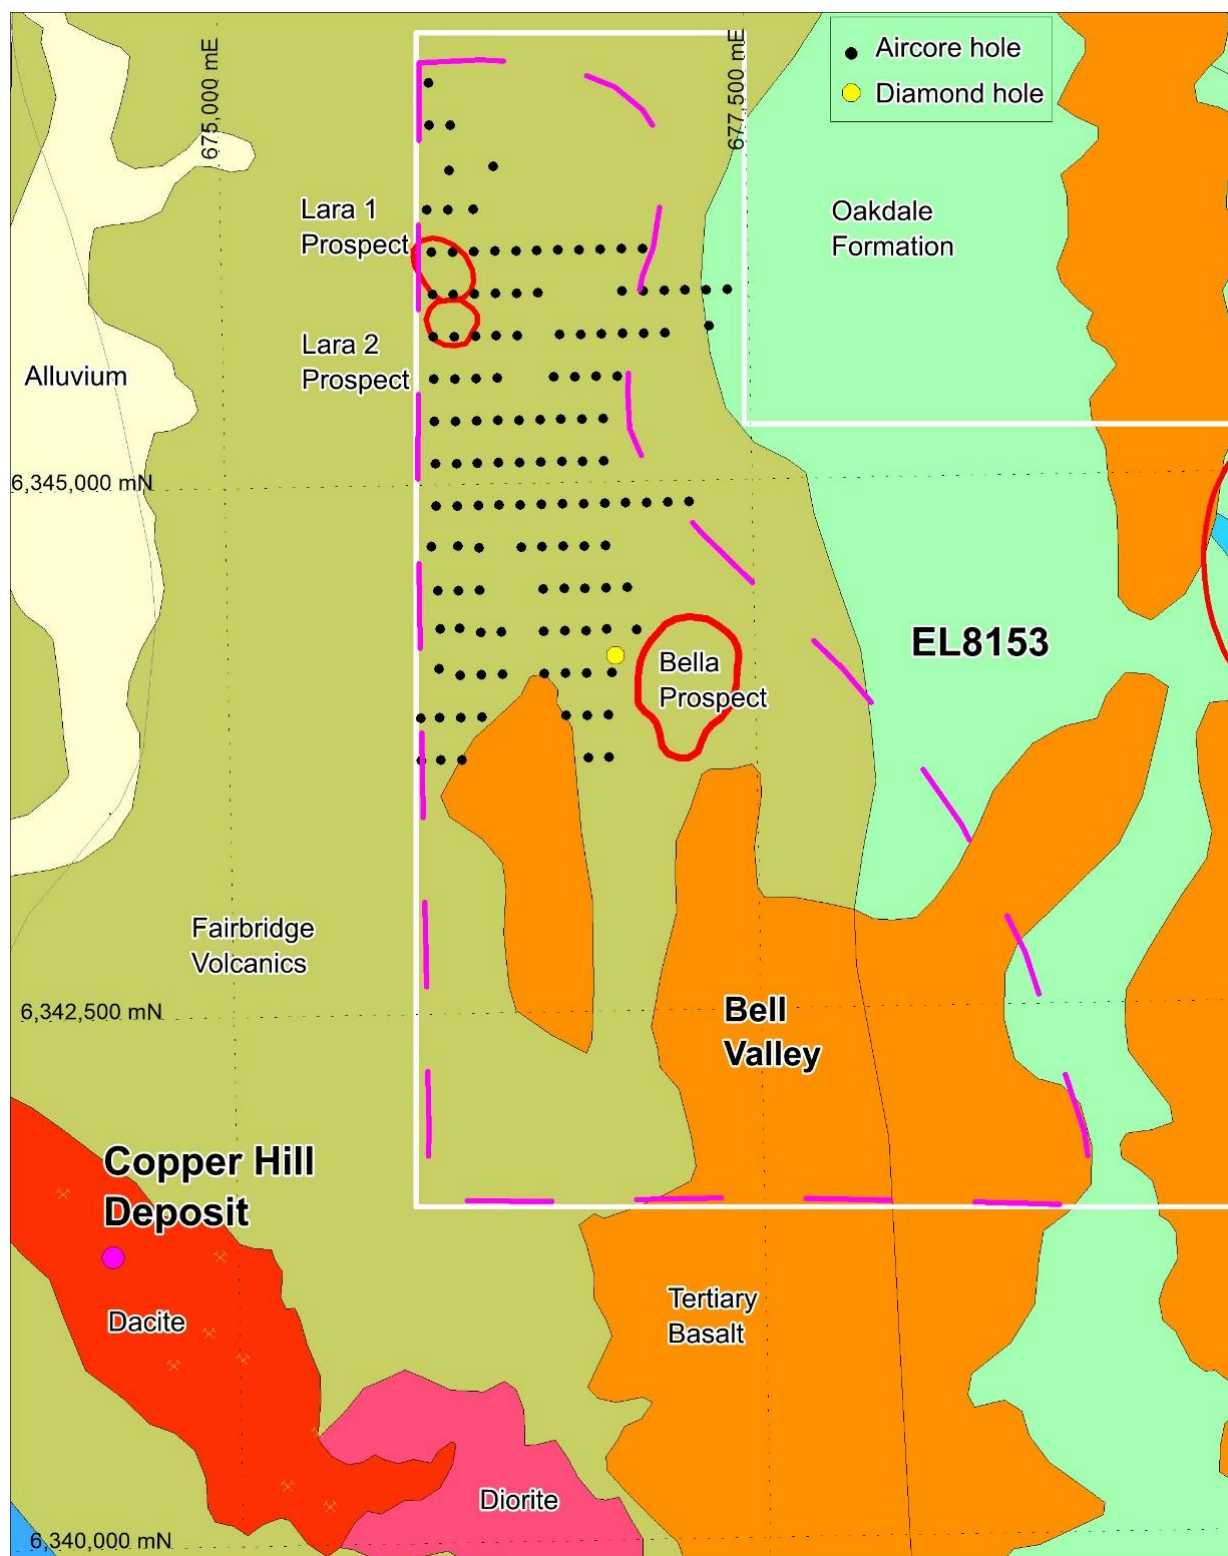 675,000 mE
677,500 mE
Aircore hole
Diamond hole
Lara 1
Prospect
Oakdale
Formation
Lara 2
Prospect
Alluvium
6,345,000 mN
EL8153
Bella
Prospect
Fairbridge
Volcanics
6,342,500 mN
Bell
Valley
Copper Hill
Deposit
Dacite
Tertiary
Basalt
Diorite
6,340,000 mN